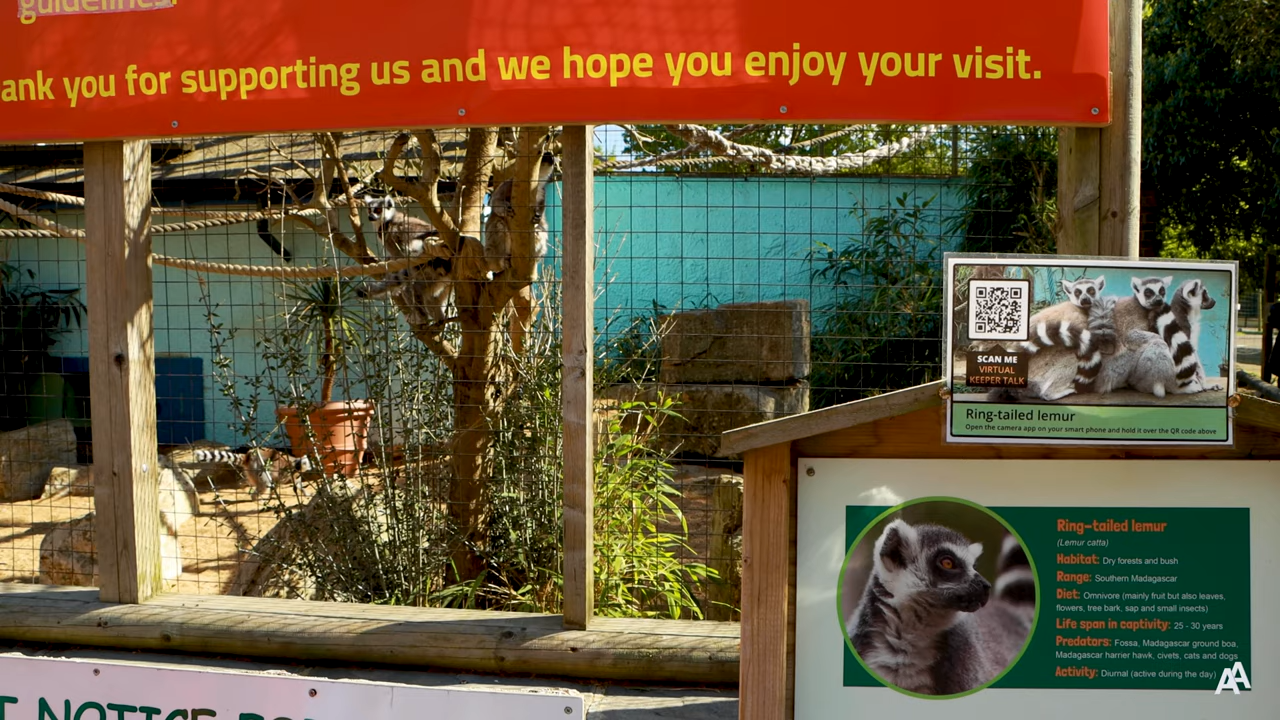 guidelines.
ank you for supporting us and we hope you enjoy your visit.
SCAN ME
VIRTUAL
KEEPER TALK
Ring-tailed lemur
Open the camera app on your smart phone and hold it over the QR code above
Ring-tailed lemur
(Lemur catta)
Habitat: Dry forests and bush
Range: Southern Madagascar
Diet: Omnivore (mainly fruit but also leaves,
flowers, tree bark, sap and small insects)
Life span in captivity: 25 - 30 years
Predators: Fossa, Madagascar ground boa,
Madagascar harrier hawk, civets, cats and dogs
Activity: Diurnal (active during the day)
AA
T NOTICE FOR